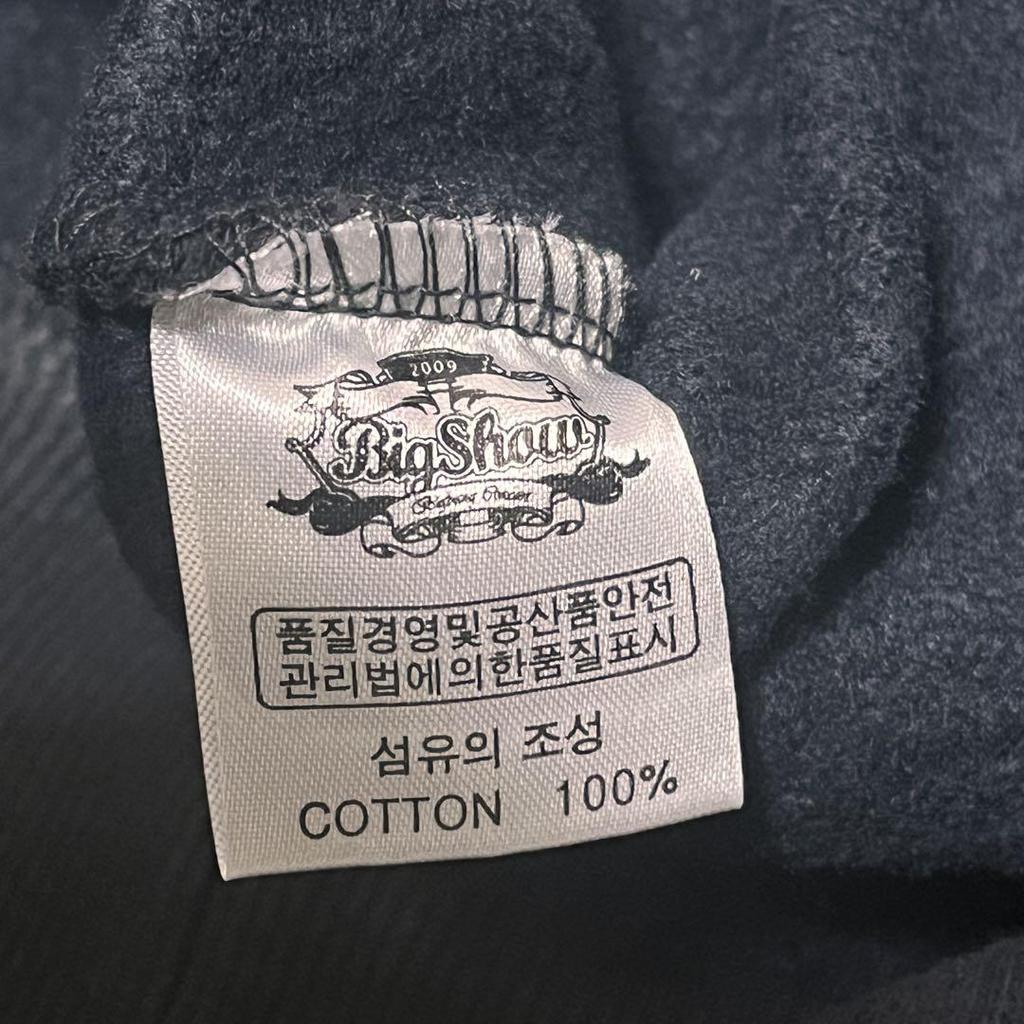 2009
BigShow
품질경영및공산품안전
관리법에의한품질표시
섬유의 조성
COTTON 100%